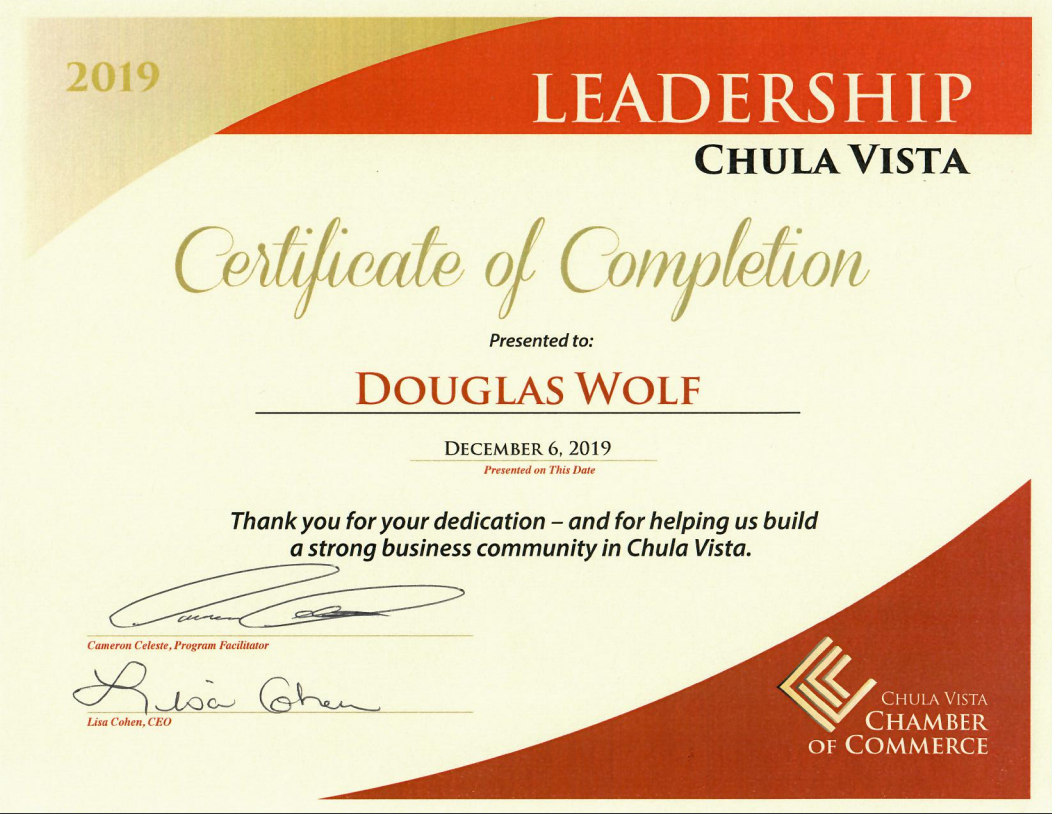 2019
LEADERSHIP
CHULA VISTA
Certificate of Completion
Presented to:
DOUGLAS WOLF
DECEMBER 6, 2019
Presented on This Date
Thank you for your dedication – and for helping us build
a strong business community in Chula Vista.
Cameron Celeste, Program Facilitator
Lisa Cohen
Lisa Cohen, CEO
CHULA VISTA
CHAMBER
OF COMMERCE